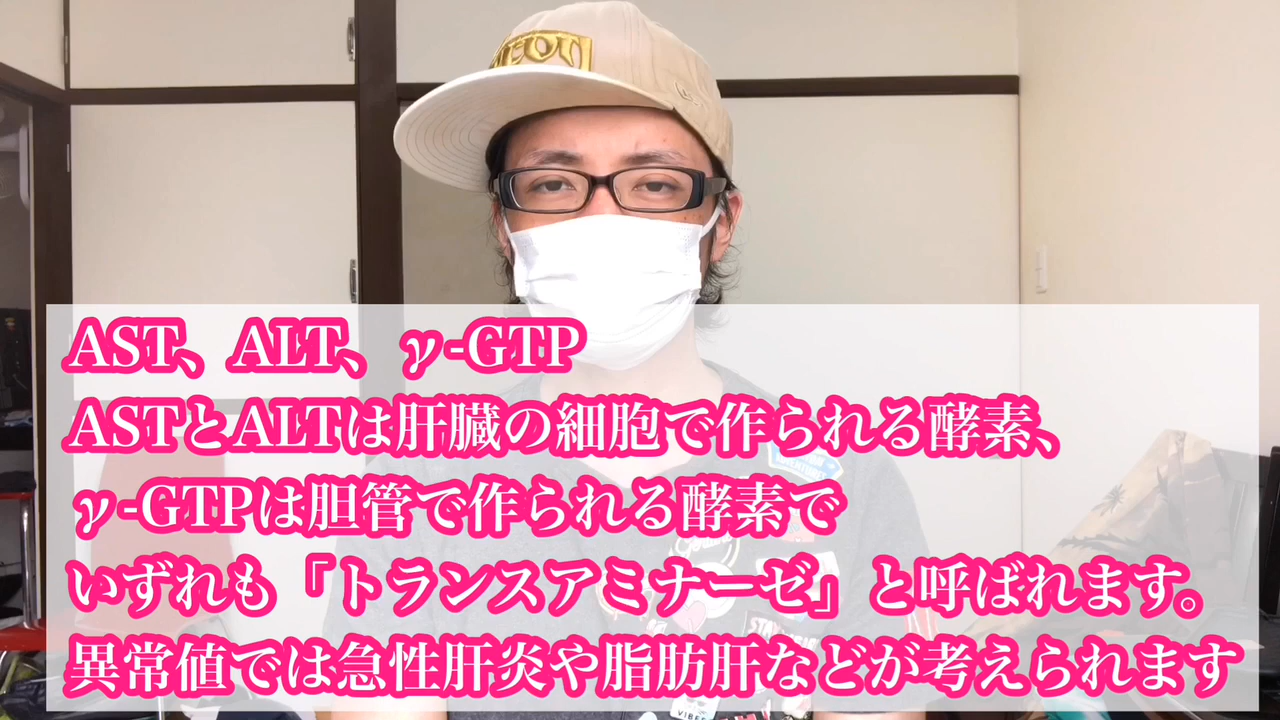 AST、ALT、γ-GTP
ASTとALTは肝臓の細胞で作られる酵素、
γ-GTPは胆管で作られる酵素で
いずれも「トランスアミナーゼ」と呼ばれます。
異常値では急性肝炎や脂肪肝などが考えられます